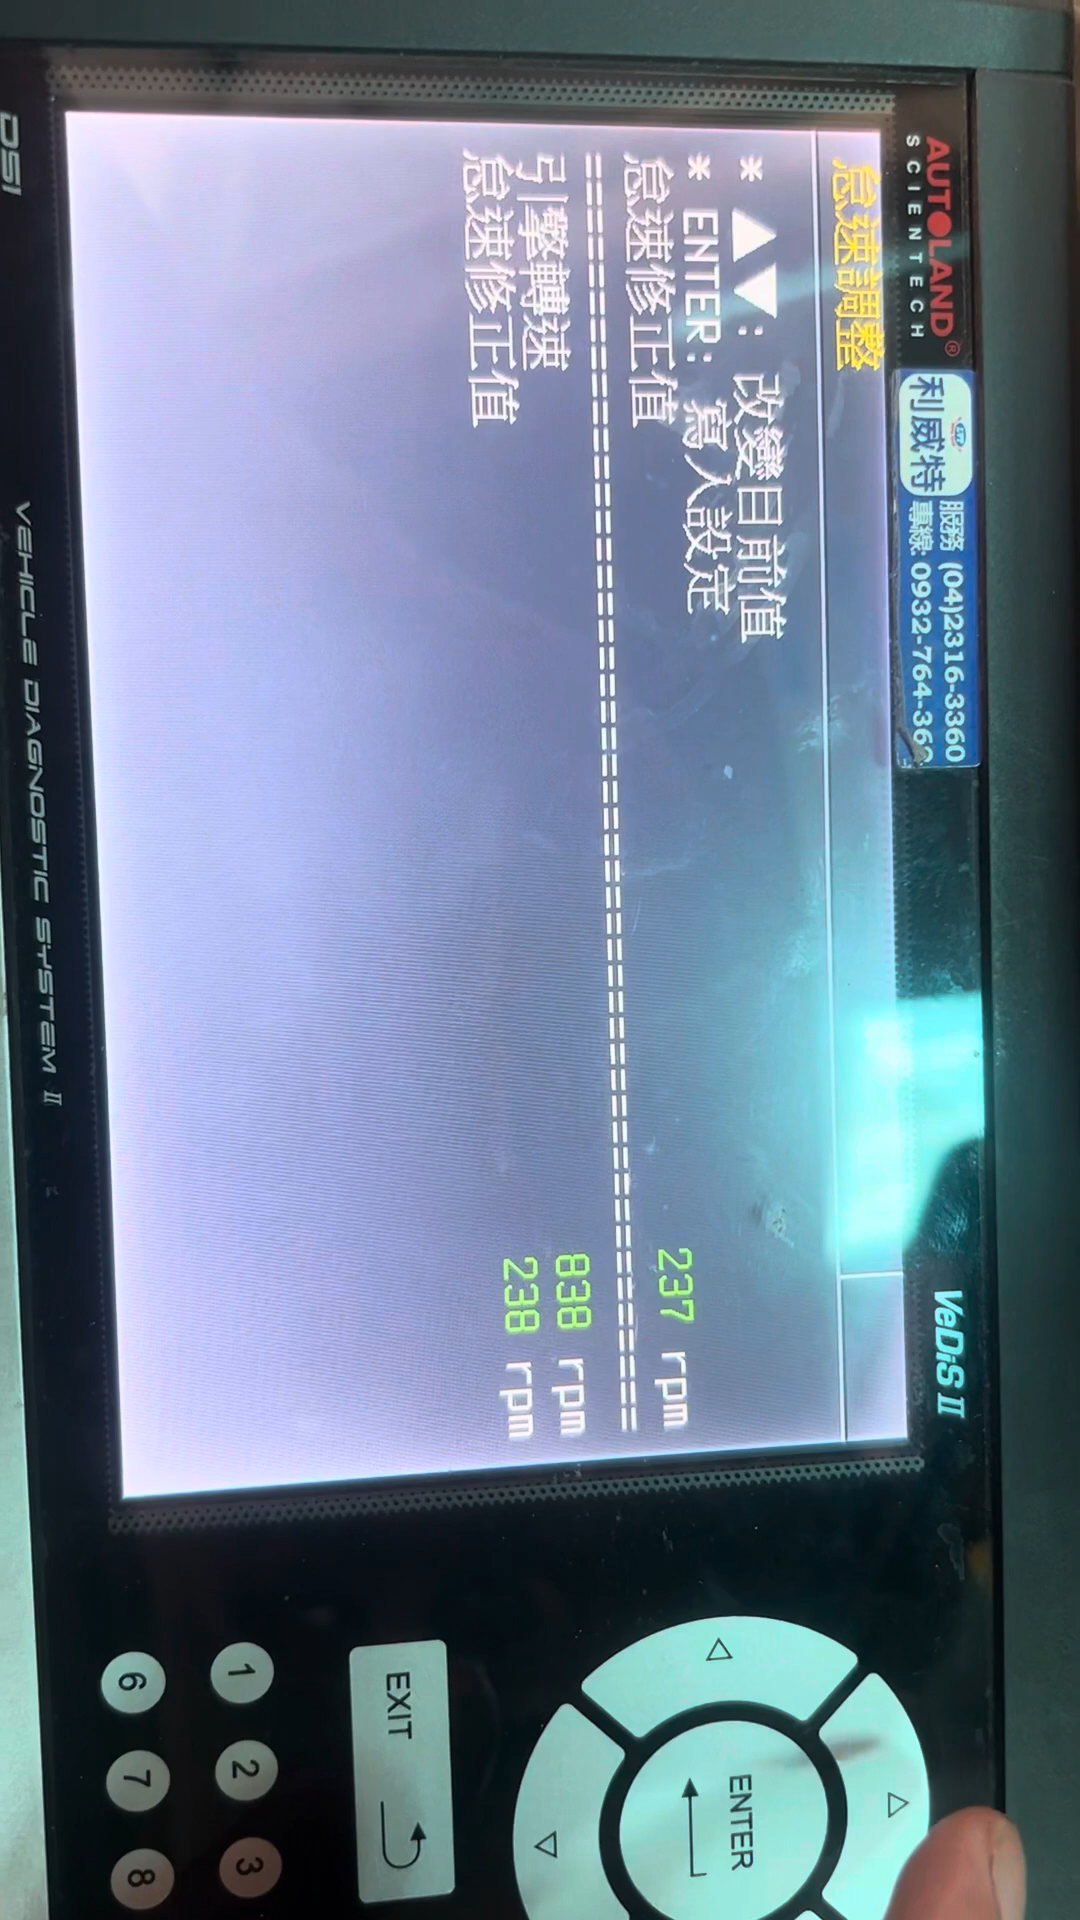 AUTOLAND®
SCIENTECH
利威特
服務 (04)2316-3360
專線: 0932-764-36
VeDiS II
怠速調整
* ▲▼: 改變目前值
* ENTER: 寫入設定
怠速修正值 237 rpm
==================================================
引擎轉速 838 rpm
怠速修正值 238 rpm
DSI
VEHICLE DIAGNOSTIC SYSTEM II
ENTER
EXIT
1 2 3
6 7 8